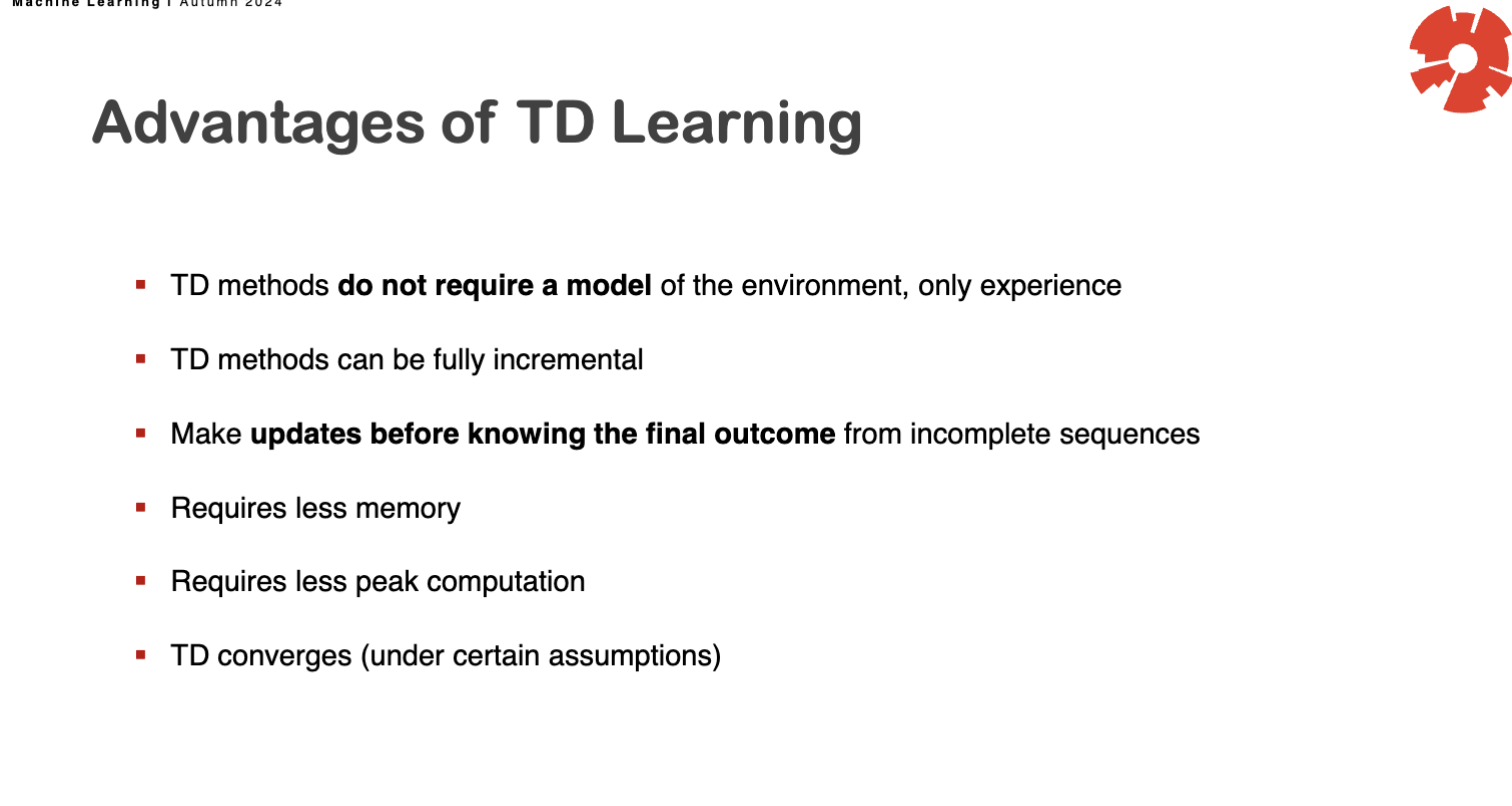 Machine Learning I Autumn 2024
Advantages of TD Learning
TD methods do not require a model of the environment, only experience
TD methods can be fully incremental
Make updates before knowing the final outcome from incomplete sequences
Requires less memory
Requires less peak computation
TD converges (under certain assumptions)